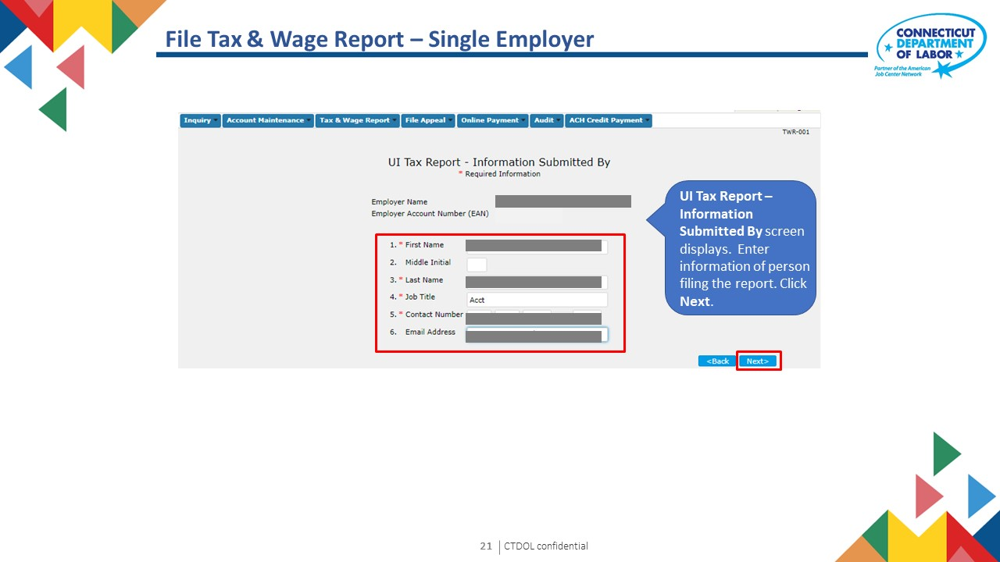 File Tax & Wage Report – Single Employer
CONNECTICUT
DEPARTMENT
OF LABOR
Partner of the American
Job Center Network
Inquiry
Account Maintenance
Tax & Wage Report
File Appeal
Online Payment
Audit
ACH Credit Payment
TWR-001
UI Tax Report - Information Submitted By
* Required Information
Employer Name
Employer Account Number (EAN)
1. * First Name
2. Middle Initial
3. * Last Name
4. * Job Title Acct
5. * Contact Number
6. Email Address
UI Tax Report –
Information
Submitted By screen
displays. Enter
information of person
filing the report. Click
Next.
<Back
Next>
21
CTDOL confidential